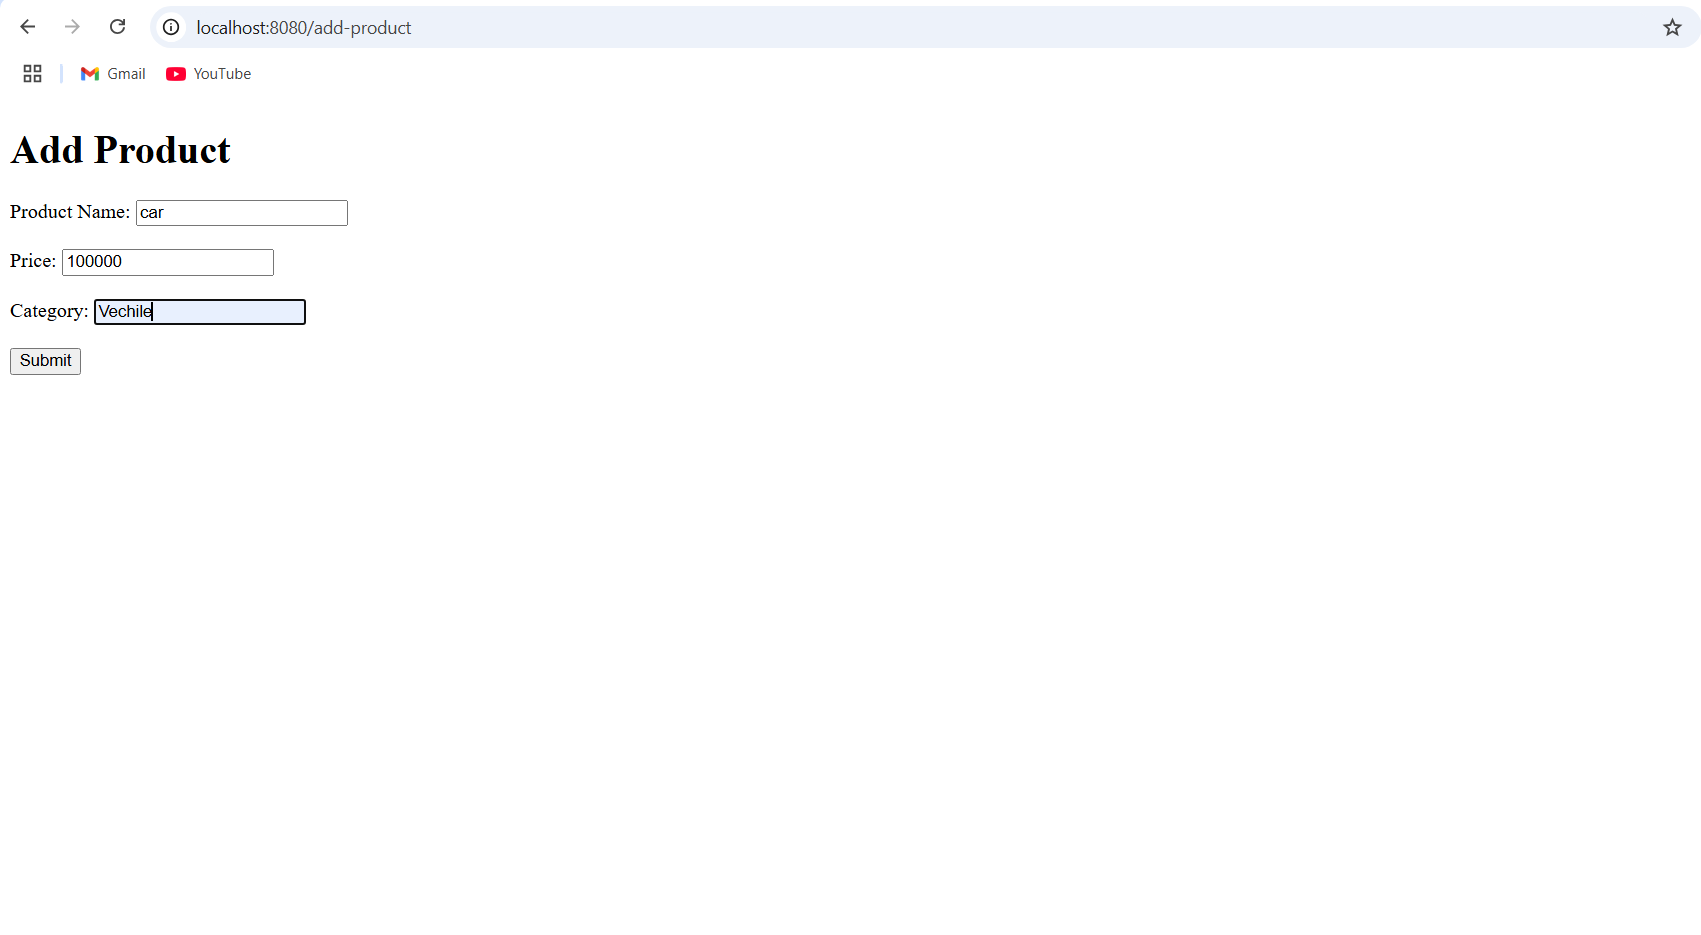 localhost:8080/add-product
Gmail YouTube
Add Product
Product Name: car
Price: 100000
Category: Vechile
Submit